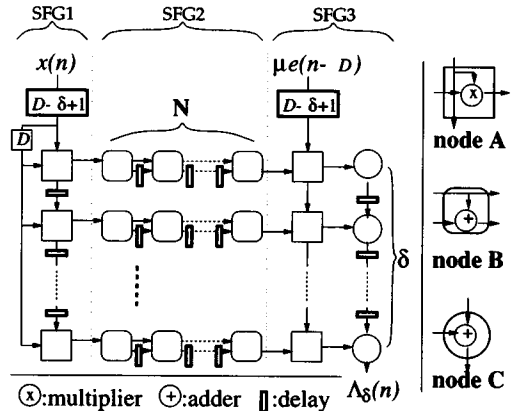 SFG1 SFG2 SFG3
x(n) μe(n- D)
D- δ+1 N D- δ+1
D
x
node A
+
node B
δ
+
node C
Λδ(n)
x:multiplier +:adder :delay